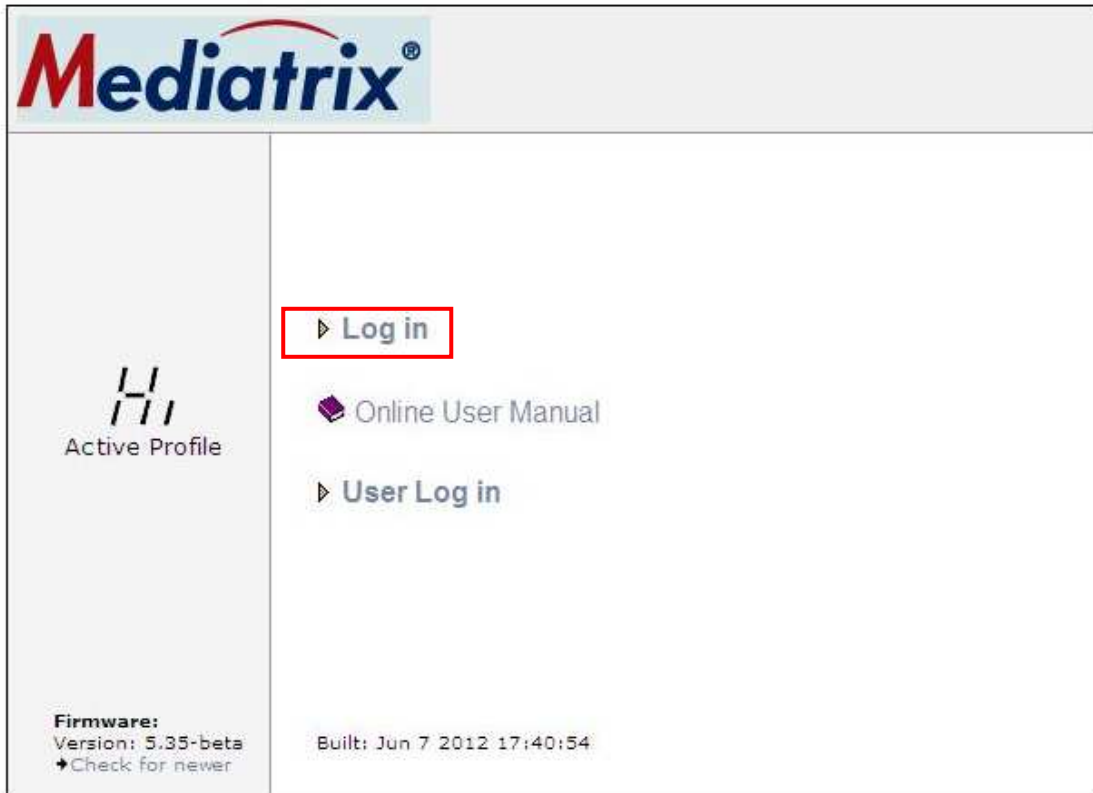 Mediatrix®
Log in
Online User Manual
User Log in
Hi
Active Profile
Firmware:
Version: 5.35-beta
Check for newer
Built: Jun 7 2012 17:40:54